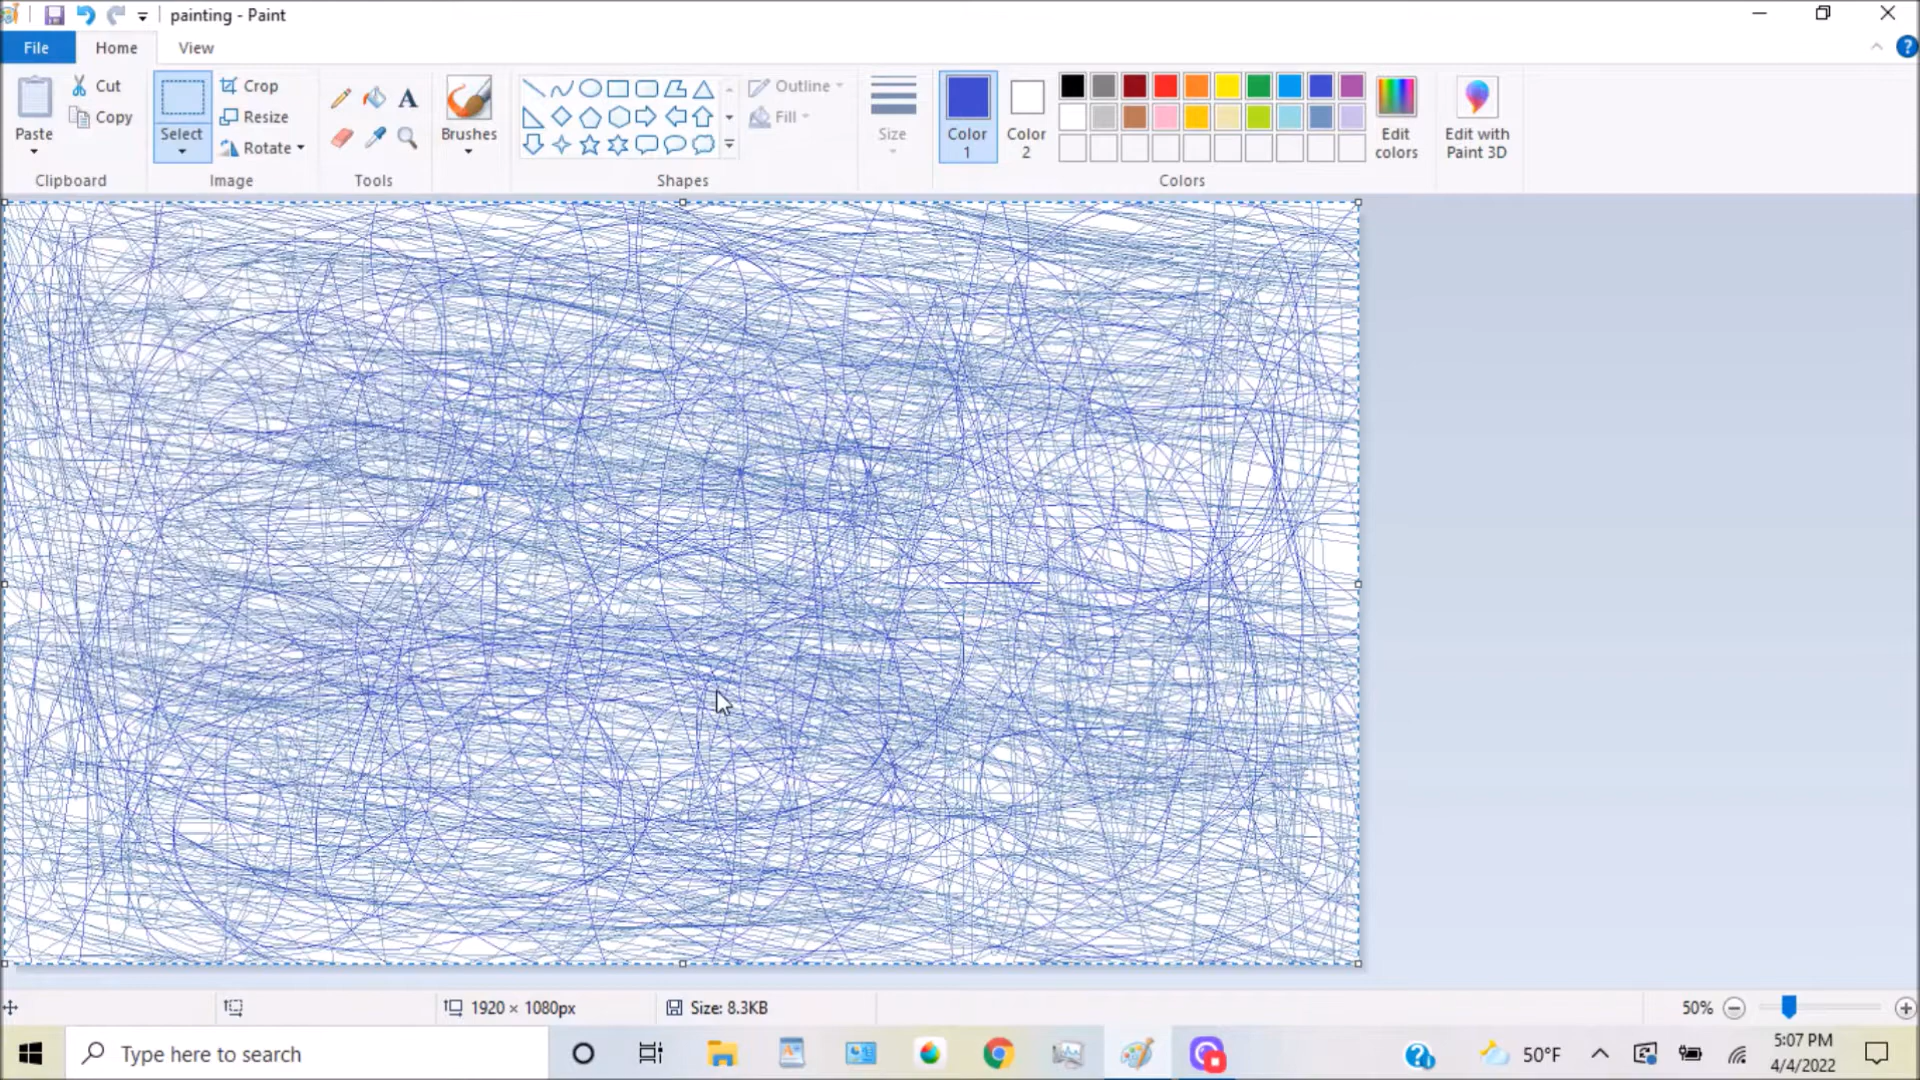 painting - Paint
File Home View
Paste
Cut
Copy
Clipboard
Select
Crop
Resize
Rotate
Image
A
Tools
Brushes
Shapes
Outline
Fill
Size
Color 1
Color 2
Colors
Edit colors
Edit with Paint 3D
?
1920 × 1080px
Size: 8.3KB
50%
Type here to search
?
50°F
5:07 PM
4/4/2022